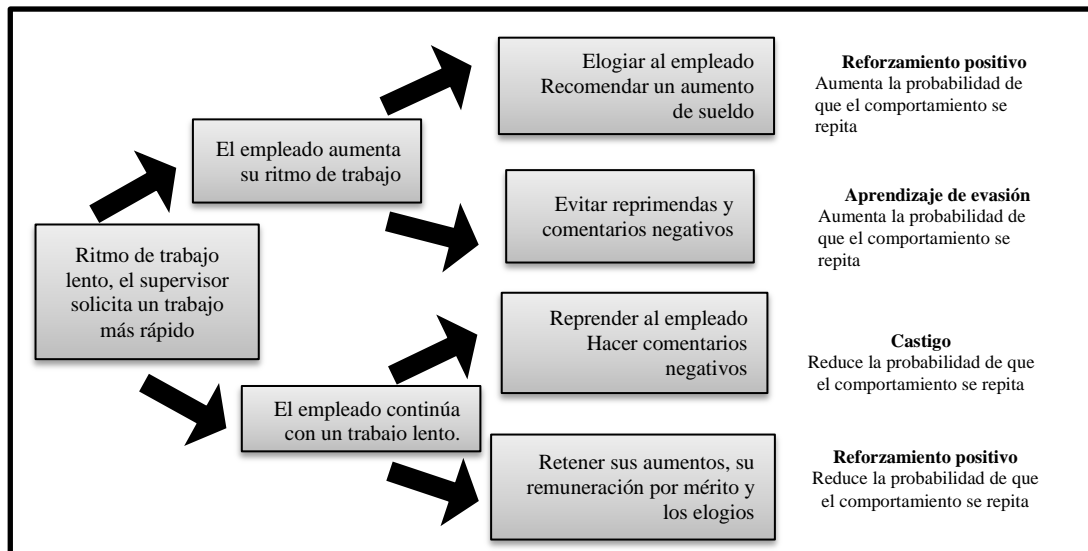 Elogiar al empleado
Recomendar un aumento
de sueldo
Reforzamiento positivo
Aumenta la probabilidad de
que el comportamiento se
repita
El empleado aumenta
su ritmo de trabajo
Evitar reprimendas y
comentarios negativos
Aprendizaje de evasión
Aumenta la probabilidad de
que el comportamiento se
repita
Ritmo de trabajo
lento, el supervisor
solicita un trabajo
más rápido
Reprender al empleado
Hacer comentarios
negativos
Castigo
Reduce la probabilidad de que
el comportamiento se repita
El empleado continúa
con un trabajo lento.
Retener sus aumentos, su
remuneración por mérito y
los elogios
Reforzamiento positivo
Reduce la probabilidad de que
el comportamiento se repita